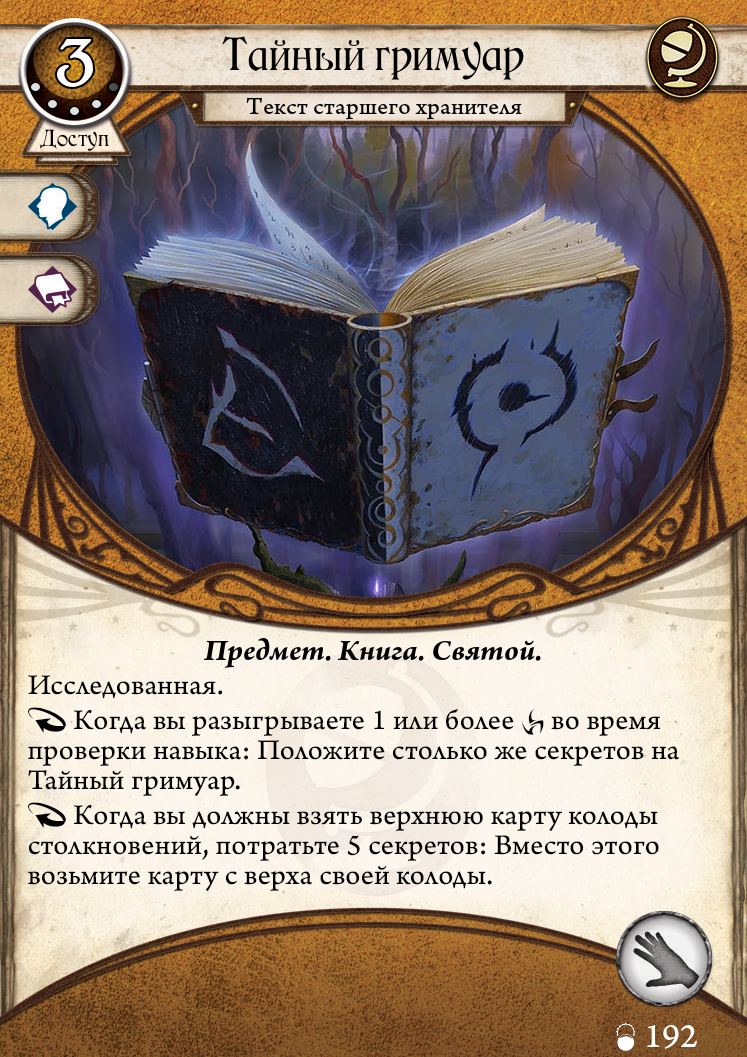 3
Тайный гримуар
Текст старшего хранителя
Доступ
Предмет. Книга. Святой.
Исследованная.
Когда вы разыгрываете 1 или более во время
проверки навыка: Положите столько же секретов на
Тайный гримуар.
Когда вы должны взять верхнюю карту колоды
столкновений, потратьте 5 секретов: Вместо этого
возьмите карту с верха своей колоды.
192